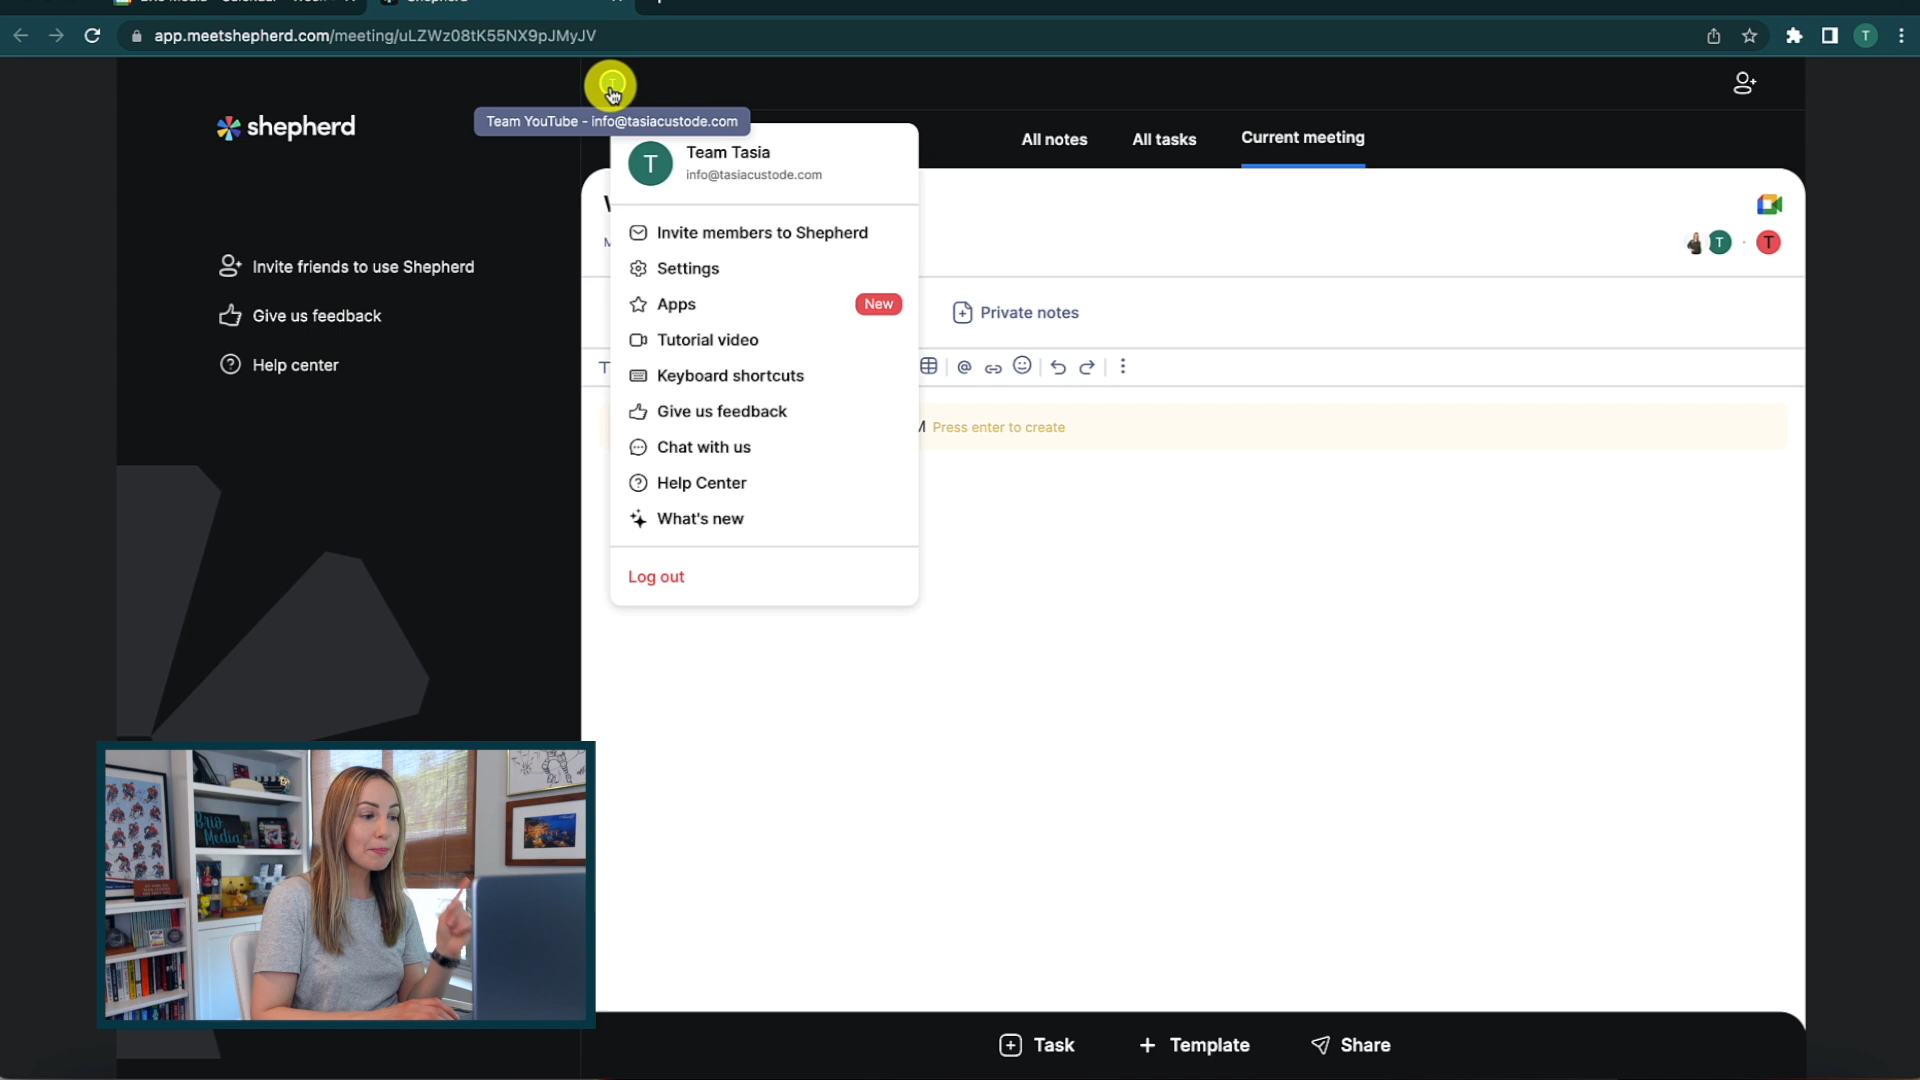 app.meetshepherd.com/meeting/uLZWz08tK55NX9pJMyJV
T
shepherd
Team YouTube - info@tasiacustode.com
All notes
All tasks
Current meeting
T
Team Tasia
info@tasiacustode.com
T
T
Invite friends to use Shepherd
Give us feedback
Help center
Invite members to Shepherd
Settings
Apps
New
Tutorial video
Keyboard shortcuts
Give us feedback
Chat with us
Help Center
What's new
Log out
Private notes
Press enter to create
Brio
Media
Task
Template
Share